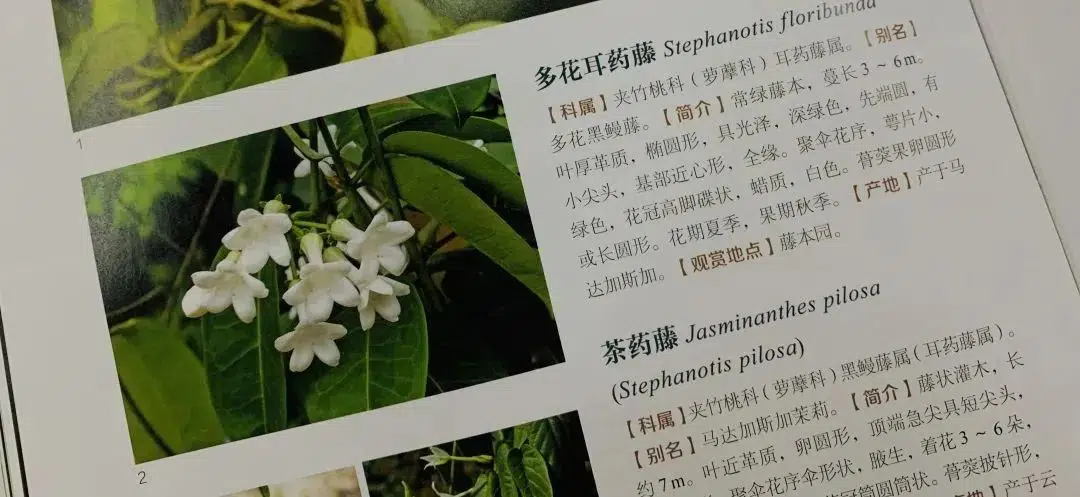 1
2
多花耳药藤 Stephanotis floribunda
【科属】夹竹桃科(萝藦科)耳药藤属。【别名】
多花黑鳗藤。【简介】常绿藤本,蔓长3~6m。
叶厚革质,椭圆形,具光泽,深绿色,先端圆,有
小尖头,基部近心形,全缘。聚伞花序,萼片小,
绿色,花冠高脚碟状,蜡质,白色。蓇葖果卵圆形
或长圆形。花期夏季,果期秋季。【产地】产于马
达加斯加。【观赏地点】藤本园。
茶药藤 Jasminanthes pilosa
(Stephanotis pilosa)
【科属】夹竹桃科(萝藦科)黑鳗藤属(耳药藤属)。
【别名】马达加斯加茉莉。【简介】藤状灌木,长
约7m。叶近革质,卵圆形,顶端急尖具短尖头,
聚伞花序伞形状,腋生,着花3~6朵,
花冠筒圆筒状。蓇葖披针形,
地】产于云